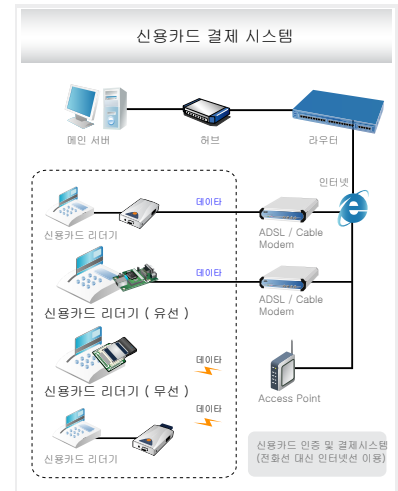 신용카드 결제 시스템
메인 서버
허브
라우터
인터넷
데이타
신용카드 리더기
ADSL / Cable
Modem
데이타
신용카드 리더기 ( 유선 )
ADSL / Cable
Modem
데이타
신용카드 리더기 ( 무선 )
Access Point
데이타
신용카드 리더기
신용카드 인증 및 결제시스템
(전화선 대신 인터넷선 이용)